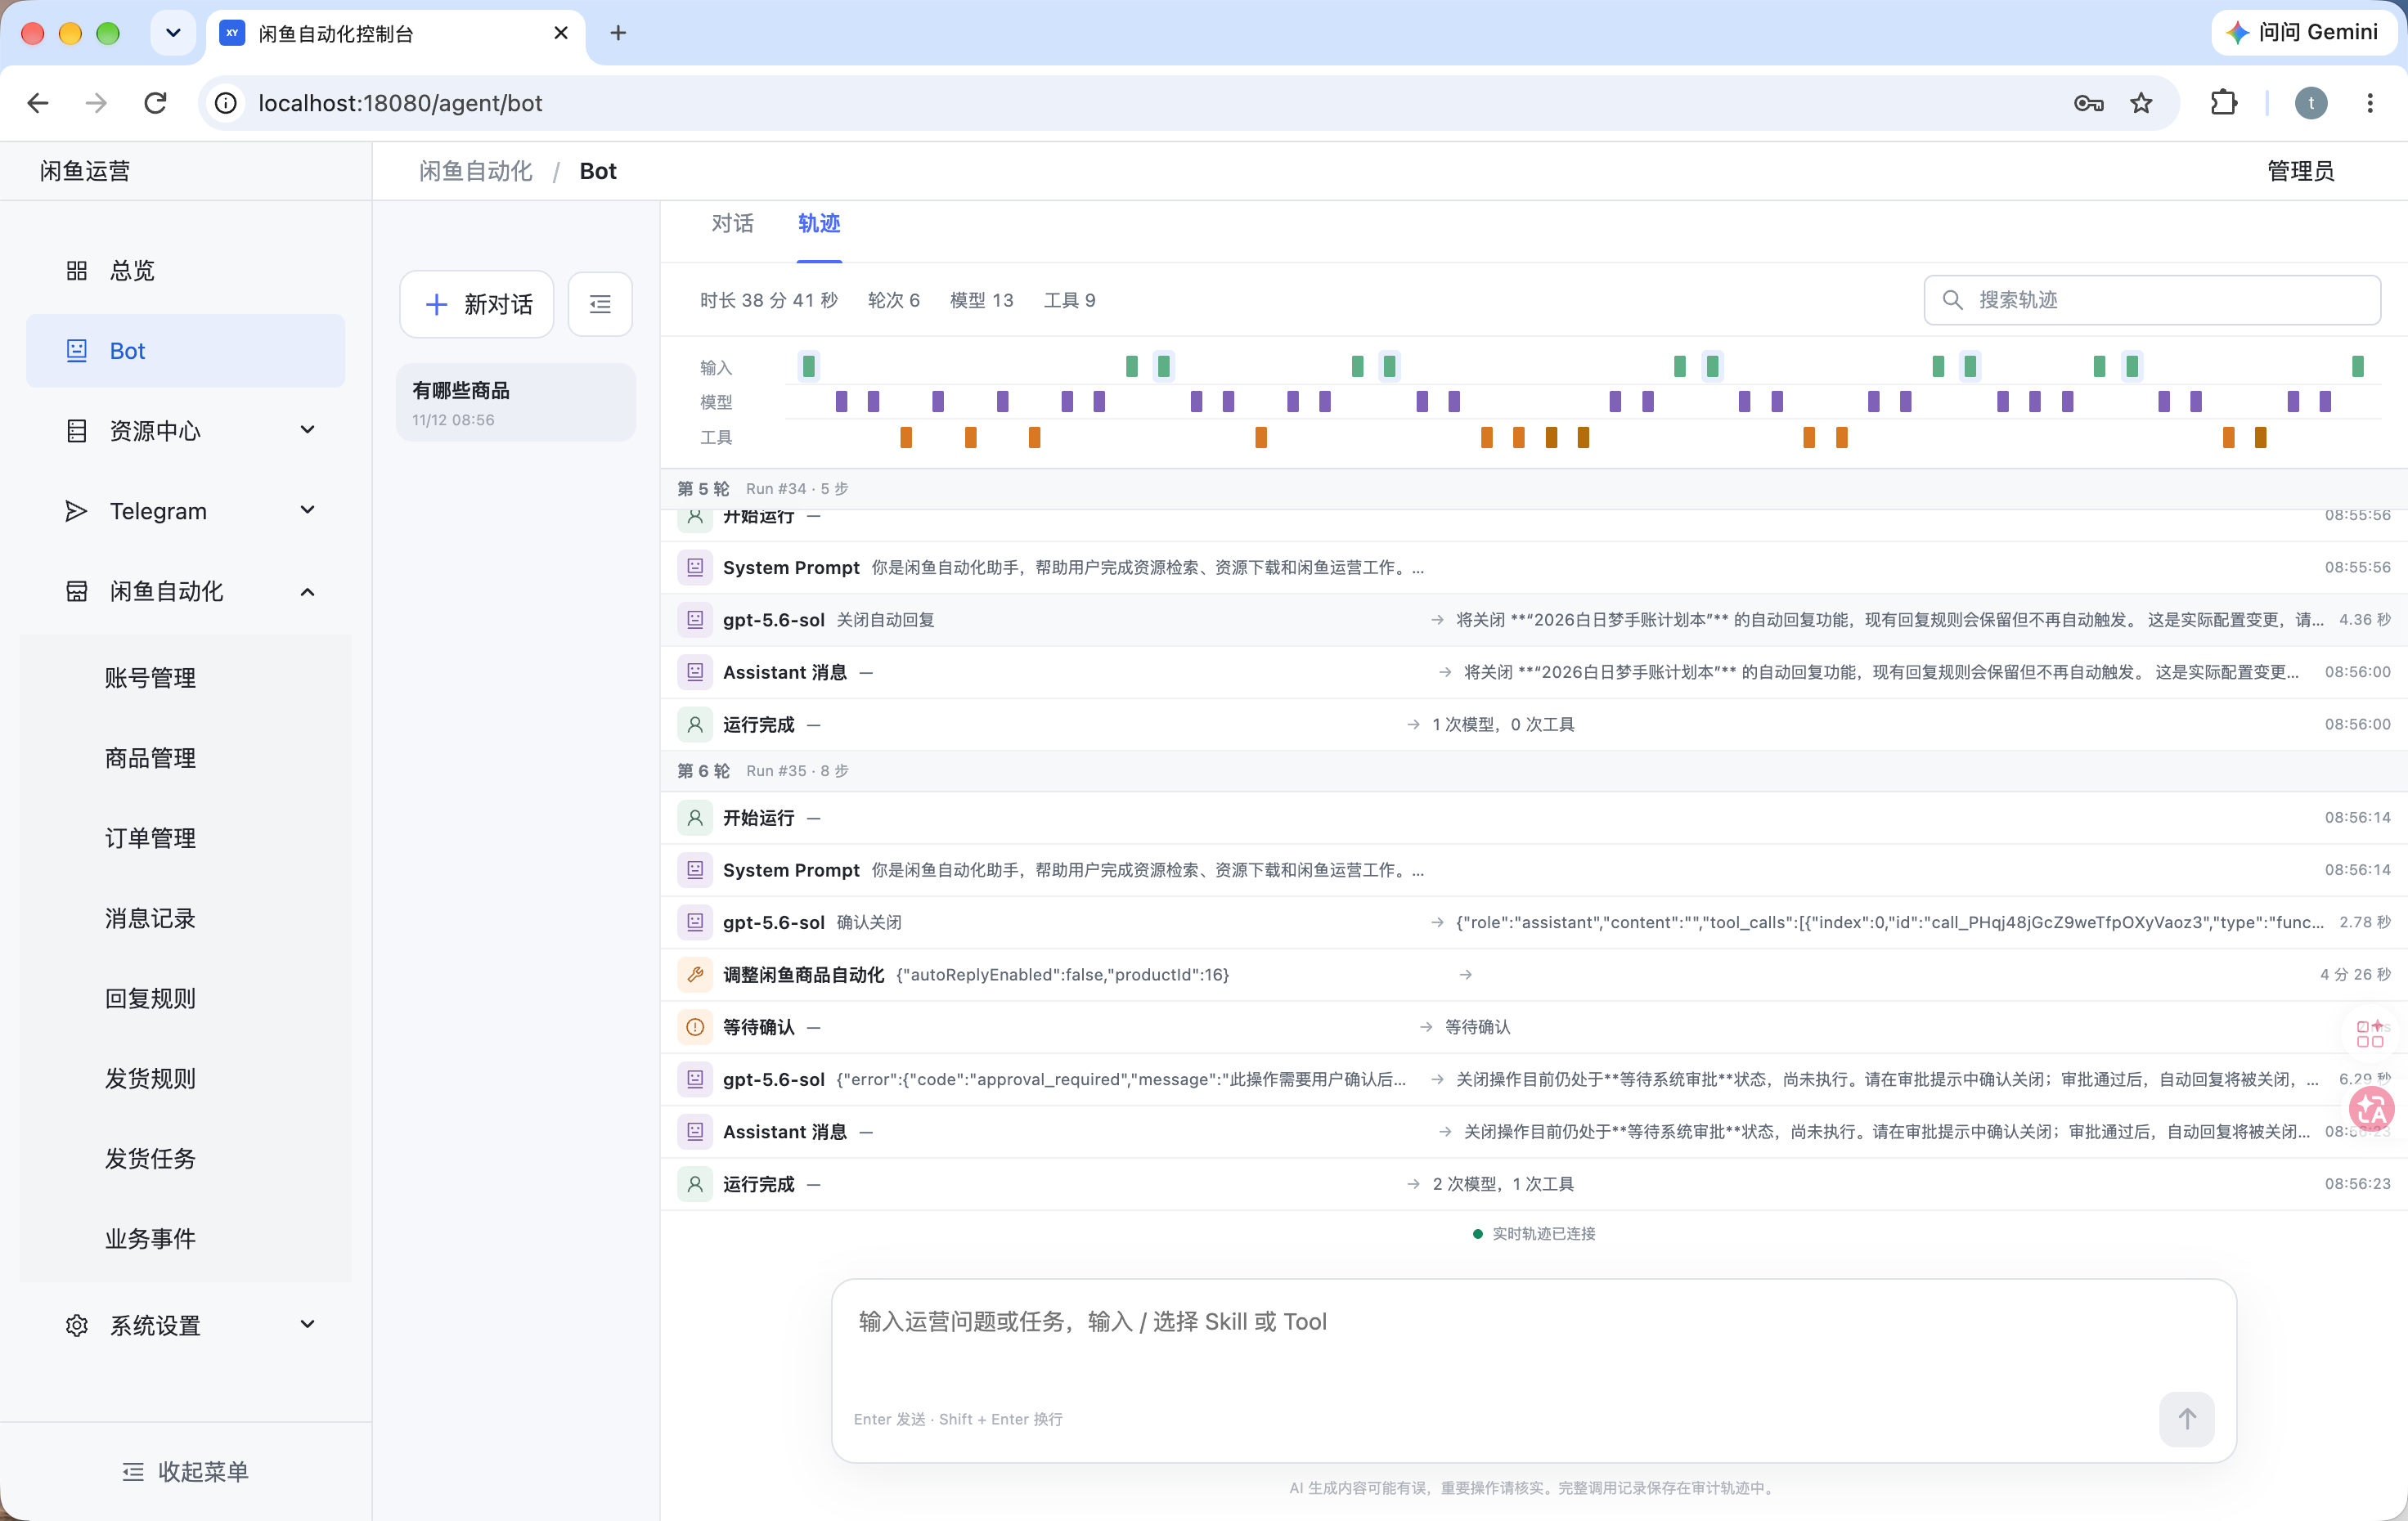 XY 闲鱼自动化控制台
问问 Gemini
localhost:18080/agent/bot
t
闲鱼运营
闲鱼自动化 / Bot
管理员
总览
Bot
资源中心
Telegram
闲鱼自动化
账号管理
商品管理
订单管理
消息记录
回复规则
发货规则
发货任务
业务事件
系统设置
收起菜单
新对话
有哪些商品
11/12 08:56
对话 轨迹
时长 38 分 41 秒 轮次 6 模型 13 工具 9
搜索轨迹
输入
模型
工具
第 5 轮 Run #34 · 5 步
开始运行 — 08:55:56
System Prompt 你是闲鱼自动化助手，帮助用户完成资源检索、资源下载和闲鱼运营工作。... 08:55:56
gpt-5.6-sol 关闭自动回复 → 将关闭 **“2026白日梦手账计划本”** 的自动回复功能，现有回复规则会保留但不再自动触发。 这是实际配置变更，请... 4.36 秒
Assistant 消息 — → 将关闭 **“2026白日梦手账计划本”** 的自动回复功能，现有回复规则会保留但不再自动触发。 这是实际配置变更... 08:56:00
运行完成 — → 1 次模型，0 次工具 08:56:00
第 6 轮 Run #35 · 8 步
开始运行 — 08:56:14
System Prompt 你是闲鱼自动化助手，帮助用户完成资源检索、资源下载和闲鱼运营工作。... 08:56:14
gpt-5.6-sol 确认关闭 → {"role":"assistant","content":"","tool_calls":[{"index":0,"id":"call_PHqj48jGcZ9weTfpOXyVaoz3","type":"func... 2.78 秒
调整闲鱼商品自动化 {"autoReplyEnabled":false,"productId":16} → 4 分 26 秒
等待确认 — → 等待确认
gpt-5.6-sol {"error":{"code":"approval_required","message":"此操作需要用户确认后... → 关闭操作目前仍处于**等待系统审批**状态，尚未执行。请在审批提示中确认关闭；审批通过后，自动回复将被关闭，... 6.29 秒
Assistant 消息 — → 关闭操作目前仍处于**等待系统审批**状态，尚未执行。请在审批提示中确认关闭；审批通过后，自动回复将被关闭... 08:56:23
运行完成 — → 2 次模型，1 次工具 08:56:23
实时轨迹已连接
输入运营问题或任务，输入 / 选择 Skill 或 Tool
Enter 发送 · Shift + Enter 换行
AI 生成内容可能有误，重要操作请核实。完整调用记录保存在审计轨迹中。